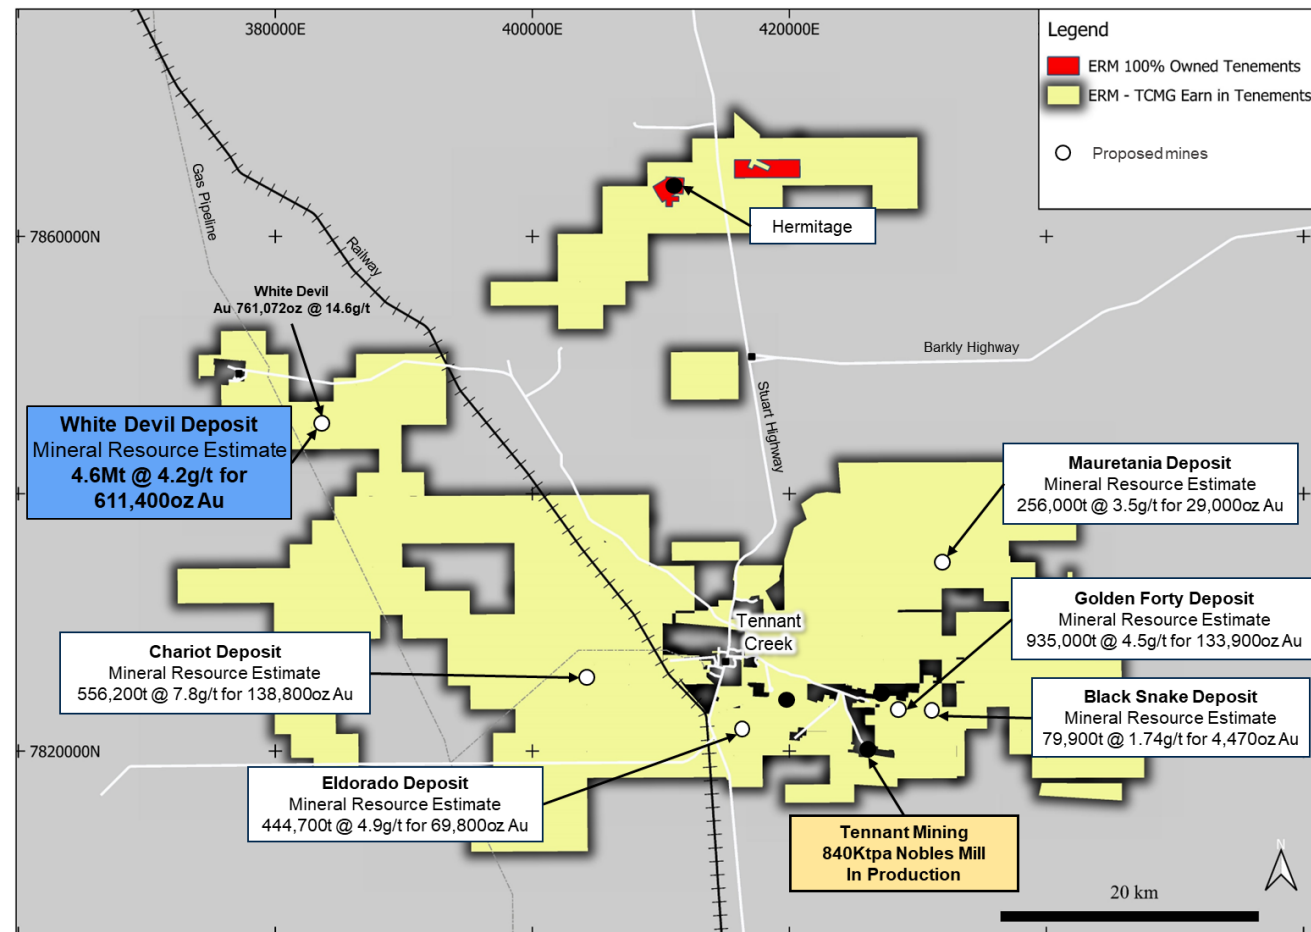 380000E
400000E
420000E
Legend
ERM 100% Owned Tenements
ERM - TCMG Earn in Tenements
Proposed mines
Gas Pipeline
Railway
Hermitage
7860000N
White Devil
Au 761,072oz @ 14.6g/t
Barkly Highway
Stuart Highway
White Devil Deposit
Mineral Resource Estimate
4.6Mt @ 4.2g/t for
611,400oz Au
Mauretania Deposit
Mineral Resource Estimate
256,000t @ 3.5g/t for 29,000oz Au
Golden Forty Deposit
Mineral Resource Estimate
935,000t @ 4.5g/t for 133,900oz Au
Tennant
Creek
Chariot Deposit
Mineral Resource Estimate
556,200t @ 7.8g/t for 138,800oz Au
Black Snake Deposit
Mineral Resource Estimate
79,900t @ 1.74g/t for 4,470oz Au
7820000N
Eldorado Deposit
Mineral Resource Estimate
444,700t @ 4.9g/t for 69,800oz Au
Tennant Mining
840Ktpa Nobles Mill
In Production
N
20 km